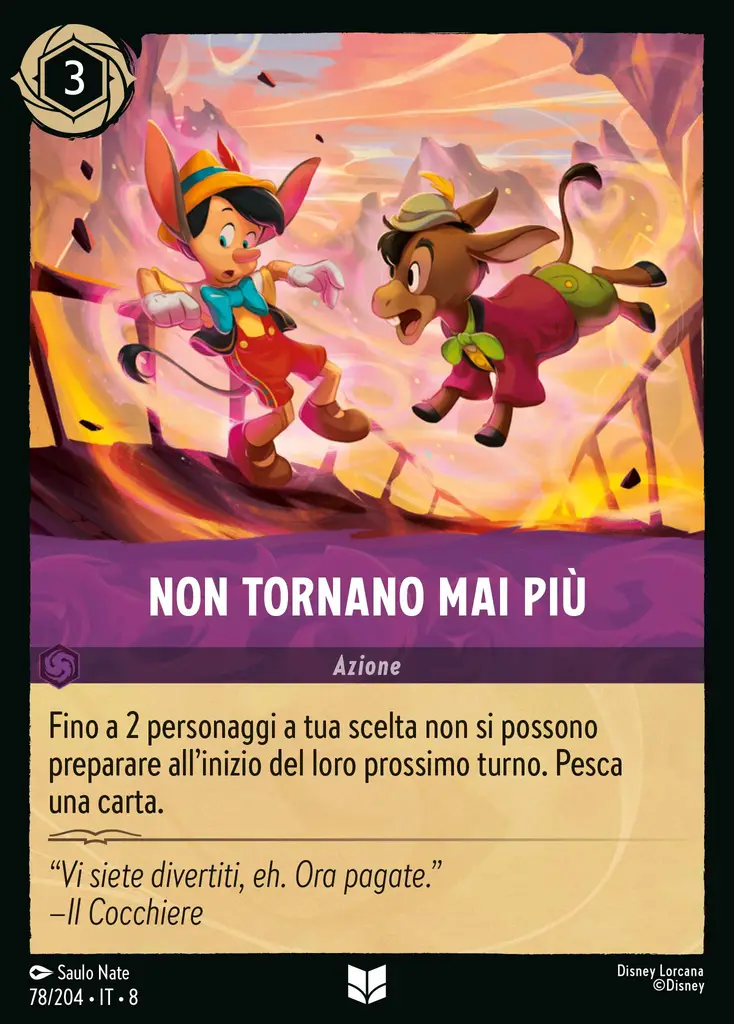 3
NON TORNANO MAI PIÙ
Azione
Fino a 2 personaggi a tua scelta non si possono
preparare all'inizio del loro prossimo turno. Pesca
una carta.
“Vi siete divertiti, eh. Ora pagate.”
–Il Cocchiere
Saulo Nate
Disney Lorcana
78/204 • IT • 8
©Disney